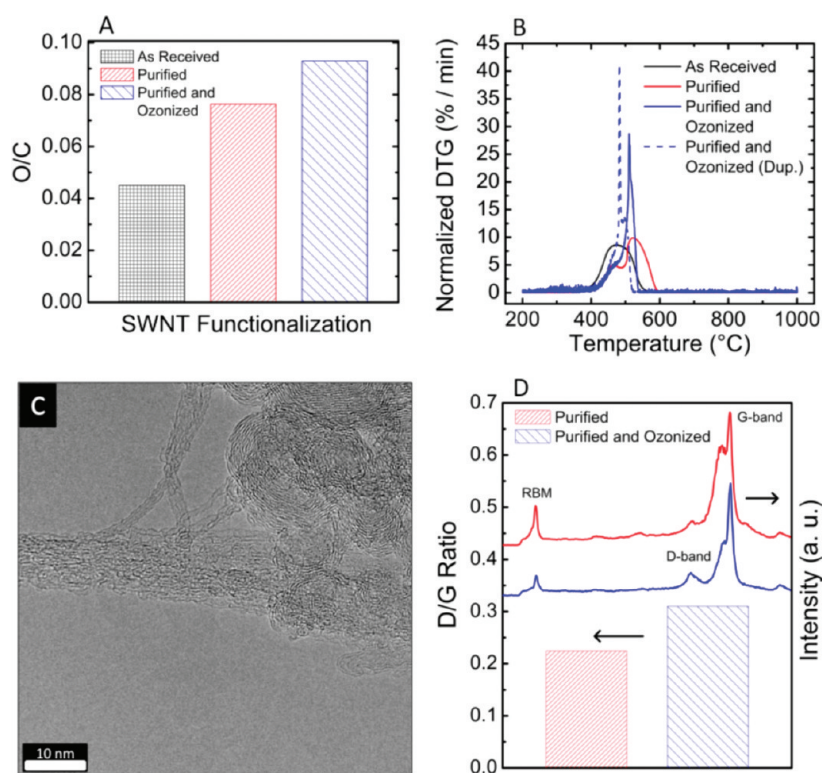 A
0.10
0.08
0.06
0.04
0.02
0.00
O/C
As Received
Purified
Purified and
Ozonized
SWNT Functionalization
B
45
40
35
30
25
20
15
10
5
0
Normalized DTG (% / min)
As Received
Purified
Purified and
Ozonized
Purified and
Ozonized (Dup.)
200
400
600
800
1000
Temperature (°C)
C
10 nm
D
0.7
0.6
0.5
0.4
0.3
0.2
0.1
0.0
D/G Ratio
Purified
Purified and Ozonized
G-band
RBM
D-band
Intensity (a. u.)